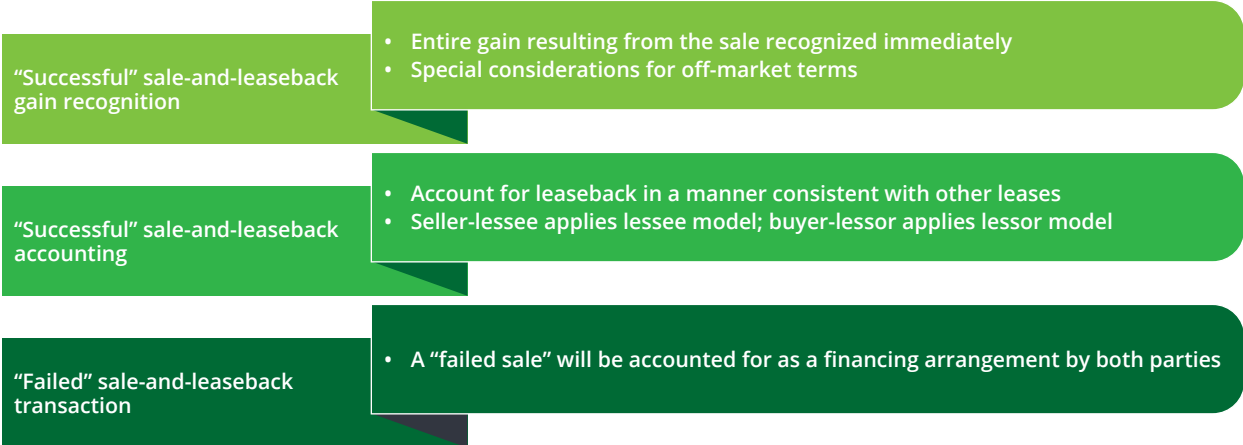 “Successful” sale-and-leaseback
gain recognition
• Entire gain resulting from the sale recognized immediately
• Special considerations for off-market terms
“Successful” sale-and-leaseback
accounting
• Account for leaseback in a manner consistent with other leases
• Seller-lessee applies lessee model; buyer-lessor applies lessor model
“Failed” sale-and-leaseback
transaction
• A “failed sale” will be accounted for as a financing arrangement by both parties